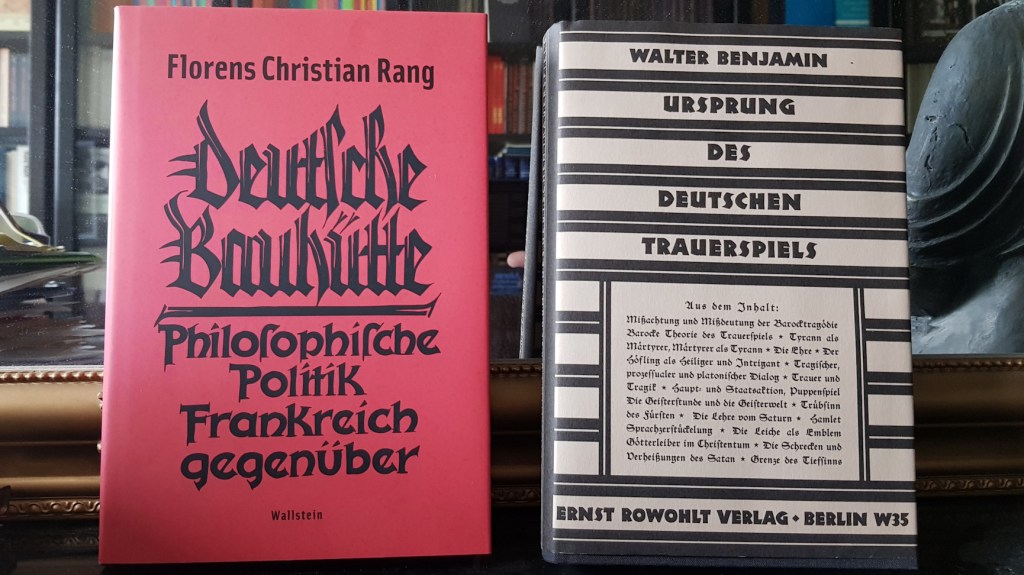 Florens Christian Rang
Deutſche
Bauhütte
Philoſophiſche
Politik
Frankreich
gegenüber
Wallstein
WALTER BENJAMIN
URSPRUNG
DES
DEUTSCHEN
TRAUERSPIELS
Aus dem Inhalt:
Mißachtung und Mißdeutung der Barocktragödie
Barocke Theorie des Trauerſpiels * Tyrann als
Märtyrer, Märtyrer als Tyrann * Die Ehre * Der
Höfling als Heiliger und Intrigant * Tragiſcher,
prozeſſualer und platoniſcher Dialog * Trauer und
Tragik * Haupt- und Staatsaktion, Puppenſpiel
Die Geiſterſtunde und die Geiſterwelt * Trübſinn
des Fürſten * Die Lehre vom Saturn * Hamlet
Sprachzerſtückelung * Die Leiche als Emblem
Götterleiber im Chriſtentum * Die Schrecken und
Verheißungen des Satan * Grenze des Tiefſinns
ERNST ROWOHLT VERLAG • BERLIN W35